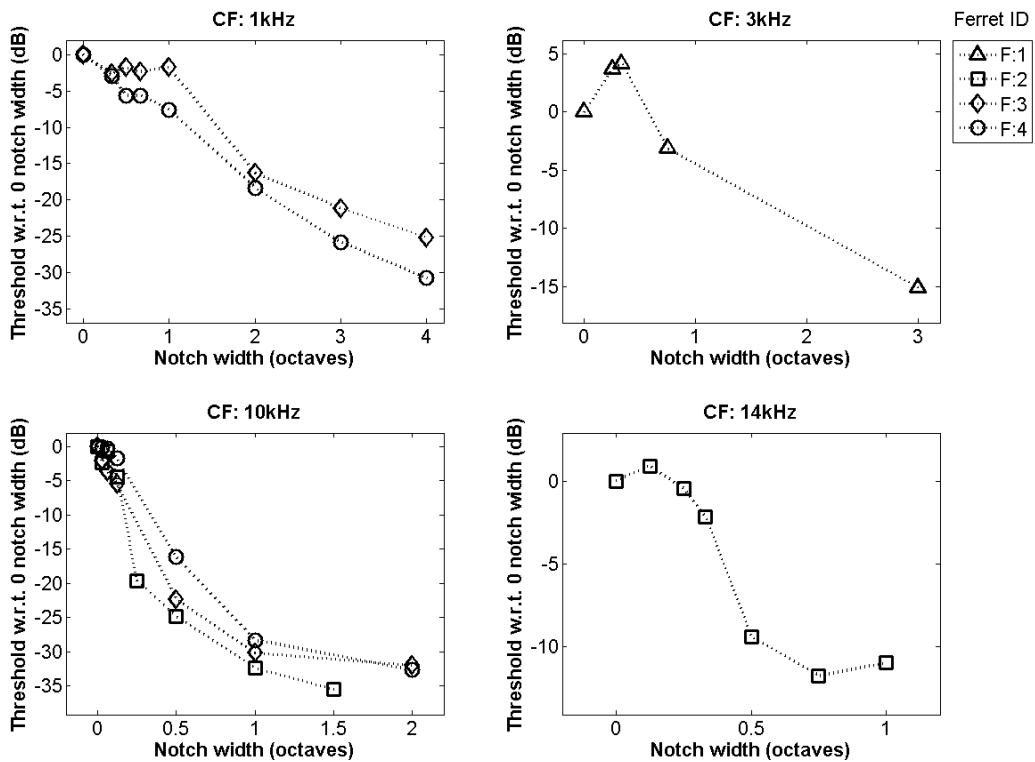 CF: 1kHz
Threshold w.r.t. 0 notch width (dB)
0
-5
-10
-15
-20
-25
-30
-35
0
1
2
3
4
Notch width (octaves)
CF: 3kHz
Threshold w.r.t. 0 notch width (dB)
5
0
-5
-10
-15
0
1
2
3
Notch width (octaves)
Ferret ID
F:1
F:2
F:3
F:4
CF: 10kHz
Threshold w.r.t. 0 notch width (dB)
0
-5
-10
-15
-20
-25
-30
-35
0
0.5
1
1.5
2
Notch width (octaves)
CF: 14kHz
Threshold w.r.t. 0 notch width (dB)
0
-5
-10
0
0.5
1
Notch width (octaves)